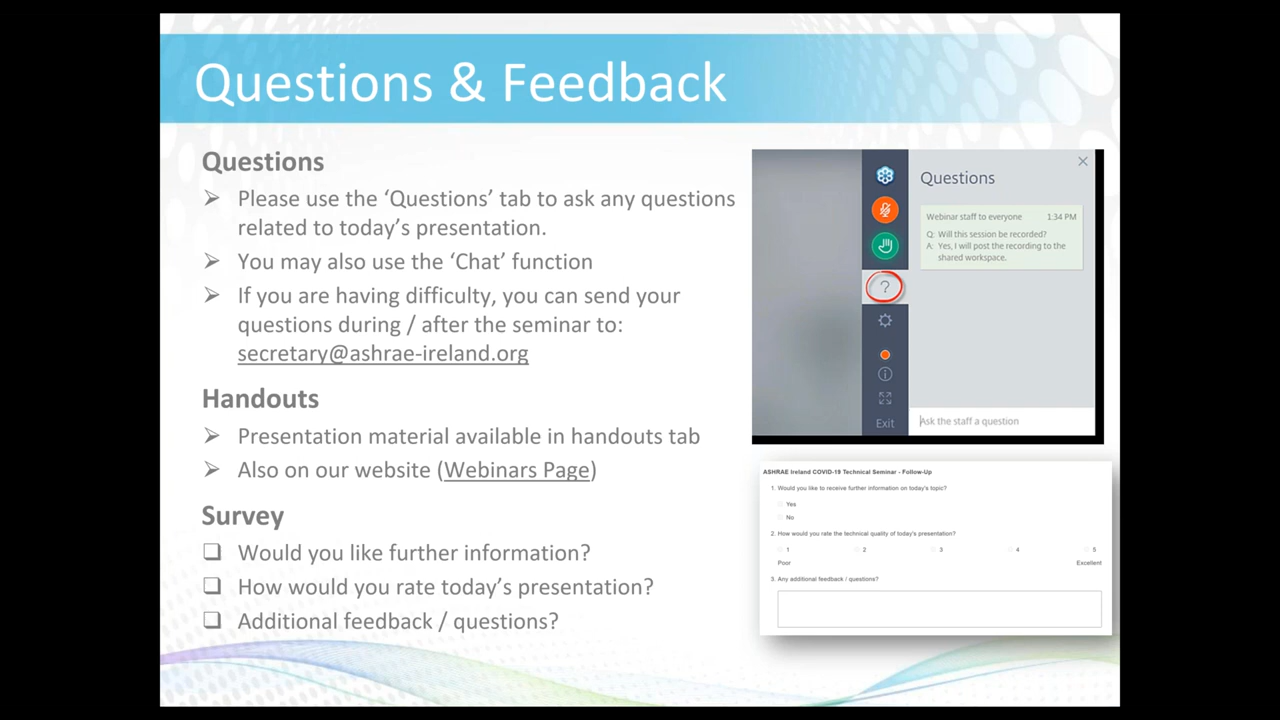 Questions & Feedback
Questions
Please use the ‘Questions’ tab to ask any questions
related to today’s presentation.
You may also use the ‘Chat’ function
If you are having difficulty, you can send your
questions during / after the seminar to:
secretary@ashrae-ireland.org
Handouts
Presentation material available in handouts tab
Also on our website (Webinars Page)
Survey
Would you like further information?
How would you rate today’s presentation?
Additional feedback / questions?
Questions
Webinar staff to everyone 1:34 PM
Q: Will this session be recorded?
A: Yes, I will post the recording to the
shared workspace.
?
Exit
Ask the staff a question
ASHRAE Ireland COVID-19 Technical Seminar - Follow-Up
1. Would you like to receive further information on today's topic?
Yes
No
2. How would you rate the technical quality of today's presentation?
1 2 3 4 5
Poor Excellent
3. Any additional feedback / questions?